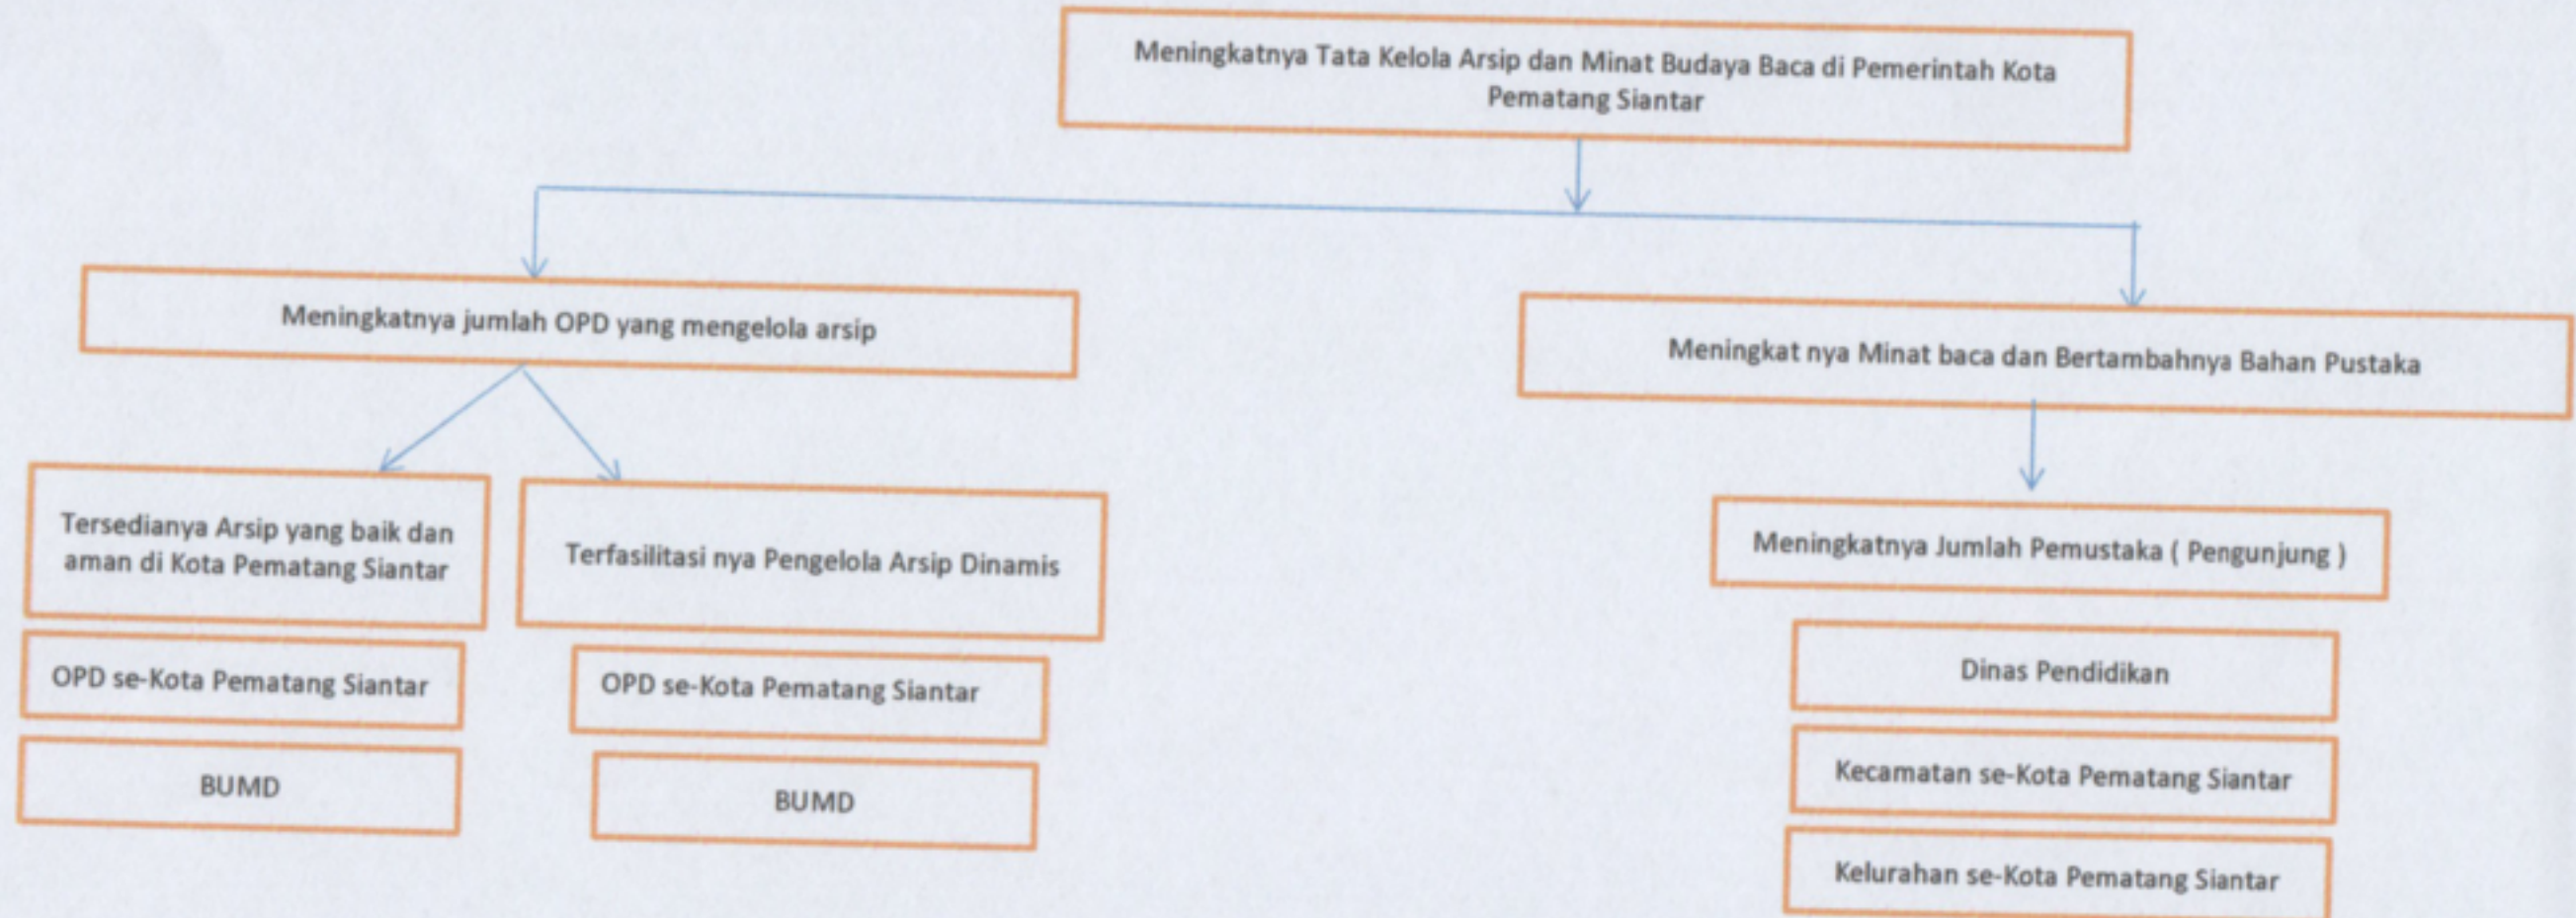 Meningkatnya Tata Kelola Arsip dan Minat Budaya Baca di Pemerintah Kota
Pematang Siantar
Meningkatnya jumlah OPD yang mengelola arsip
Meningkat nya Minat baca dan Bertambahnya Bahan Pustaka
Tersedianya Arsip yang baik dan
aman di Kota Pematang Siantar
Terfasilitasi nya Pengelola Arsip Dinamis
Meningkatnya Jumlah Pemustaka ( Pengunjung )
OPD se-Kota Pematang Siantar
OPD se-Kota Pematang Siantar
Dinas Pendidikan
BUMD
BUMD
Kecamatan se-Kota Pematang Siantar
Kelurahan se-Kota Pematang Siantar